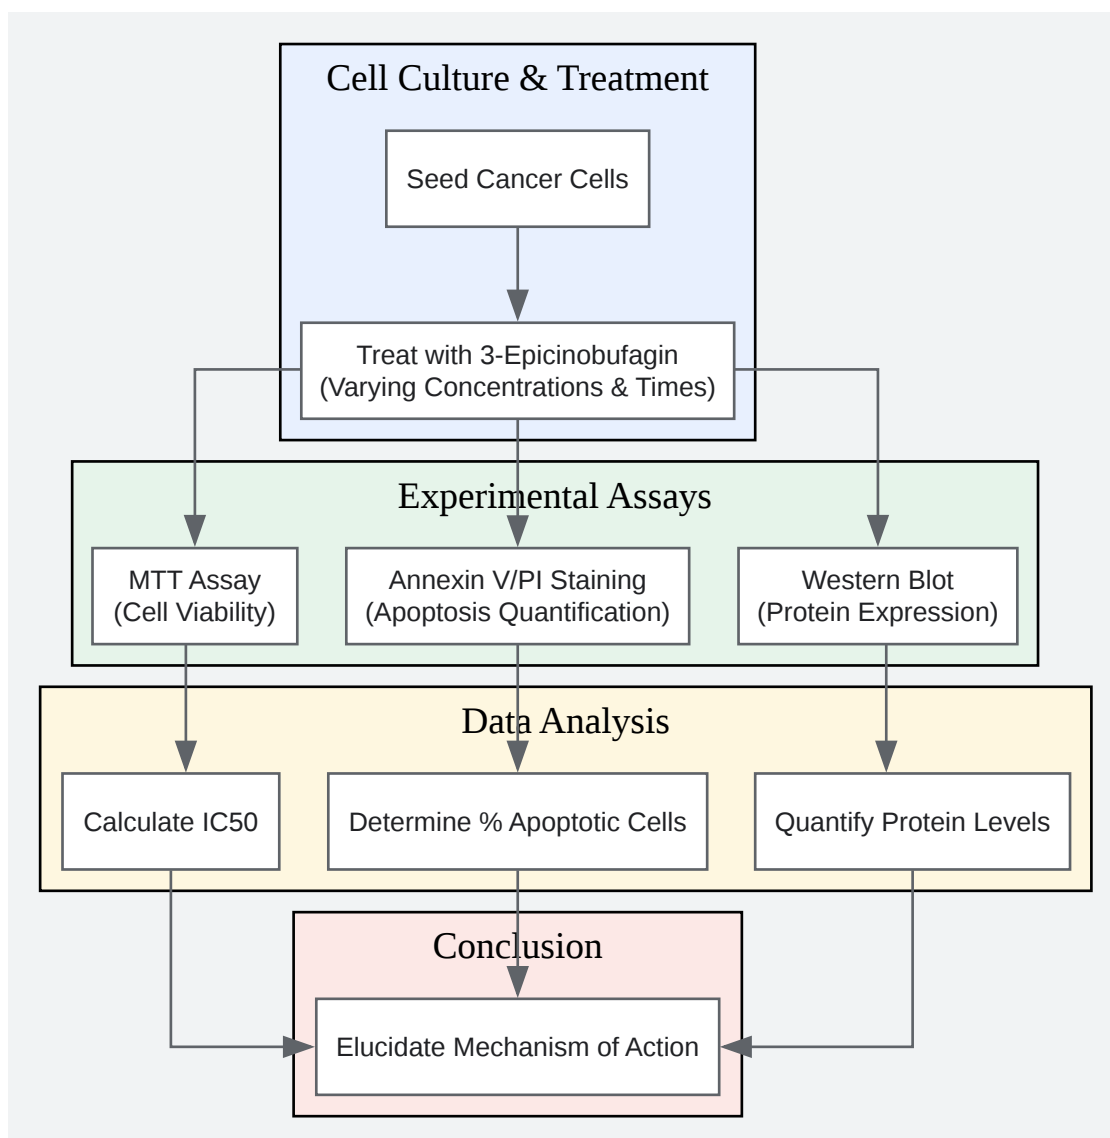 Cell Culture & Treatment
Seed Cancer Cells
Treat with 3-Epicinobufagin
(Varying Concentrations & Times)
Experimental Assays
MTT Assay
(Cell Viability)
Annexin V/PI Staining
(Apoptosis Quantification)
Western Blot
(Protein Expression)
Data Analysis
Calculate IC50
Determine % Apoptotic Cells
Quantify Protein Levels
Conclusion
Elucidate Mechanism of Action